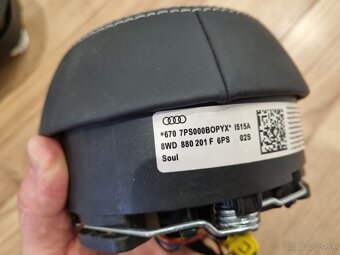 *670 7PS000BOPYX* I515A
8WD 880 201 F 6PS 02S
Soul